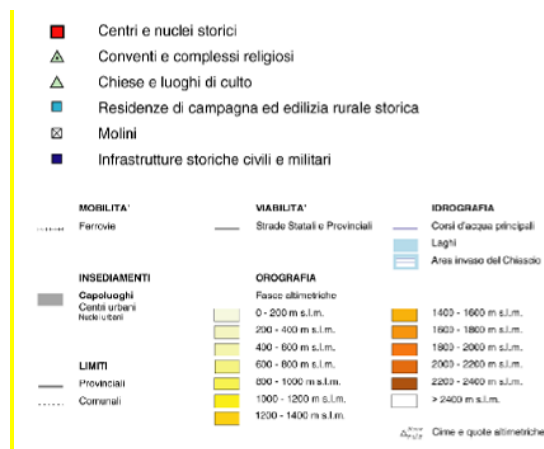 Centri e nuclei storici
Conventi e complessi religiosi
Chiese e luoghi di culto
Residenze di campagna ed edilizia rurale storica
Molini
Infrastrutture storiche civili e militari
MOBILITA'
Ferrovie
VIABILITA'
Strade Statali e Provinciali
IDROGRAFIA
Corsi d'acqua principali
Laghi
Area invaso del Chiascio
INSEDIAMENTI
Capoluoghi
Centri urbani
Nuclei urbani
LIMITI
Provinciali
Comunali
OROGRAFIA
Fasce altimetriche
0 - 200 m s.l.m.
200 - 400 m s.l.m.
400 - 600 m s.l.m.
600 - 800 m s.l.m.
800 - 1000 m s.l.m.
1000 - 1200 m s.l.m.
1200 - 1400 m s.l.m.
1400 - 1600 m s.l.m.
1600 - 1800 m s.l.m.
1800 - 2000 m s.l.m.
2000 - 2200 m s.l.m.
2200 - 2400 m s.l.m.
> 2400 m s.l.m.
Cime e quote altimetriche